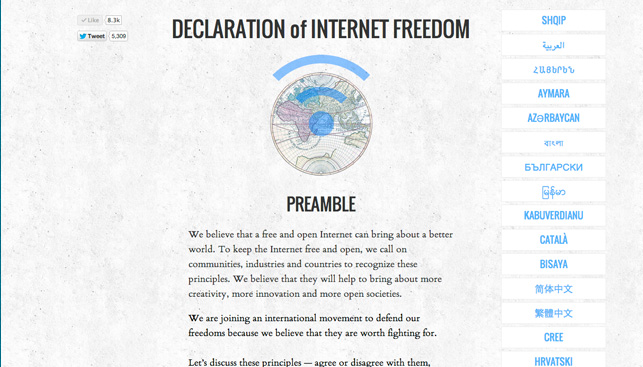 Like 8.3k
Tweet 5,309
DECLARATION of INTERNET FREEDOM
PREAMBLE
We believe that a free and open Internet can bring about a better
world. To keep the Internet free and open, we call on
communities, industries and countries to recognize these
principles. We believe that they will help to bring about more
creativity, more innovation and more open societies.
We are joining an international movement to defend our
freedoms because we believe that they are worth fighting for.
Let's discuss these principles — agree or disagree with them,
SHQIP
العربية
ՀԱՅԵՐԵՆ
AYMARA
AZƏRBAYCAN
বাংলা
БЪЛГАРСКИ
မြန်မာ
KABUVERDIANU
CATALÀ
BISAYA
简体中文
繁體中文
CREE
HRVATSKI